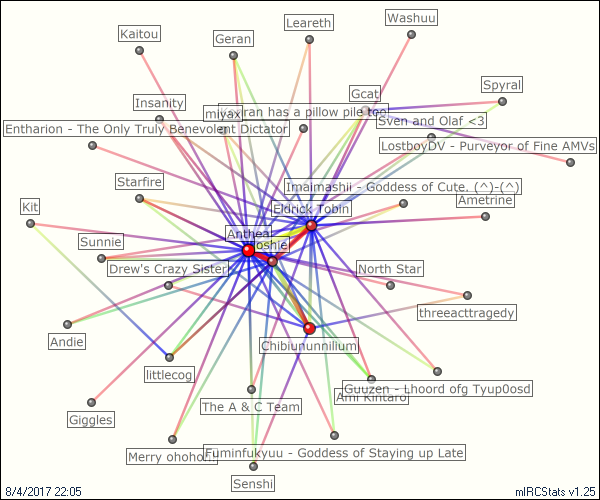 Leareth
Washuu
Kaitou
Geran
Gcat
Spyral
Insanity
miyax
ran has a pillow pile too
Sven and Olaf <3
Entharion - The Only Truly Benevolent Dictator
LostboyDV - Purveyor of Fine AMVs
Starfire
Imaimashii - Goddess of Cute. (^)-(^)
Kit
Eldrick Tobin
Ametrine
Sunnie
Anthea
Joshie
Drew's Crazy Sister
North Star
threeacttragedy
Andie
Chibiununnilium
littlecog
Guuzen - Lhoord ofg Tyup0osd
Ami Kintaro
Giggles
The A & C Team
Merry ohoho...
Fuminfukyuu - Goddess of Staying up Late
Senshi
8/4/2017 22:05
mIRCStats v1.25